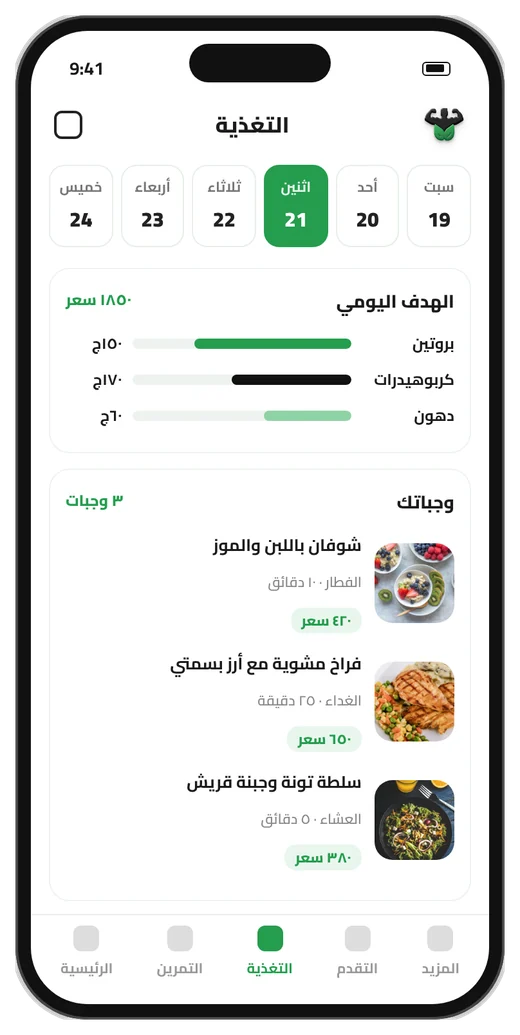 9:41
التغذية
سبت أحد اثنين ثلاثاء أربعاء خميس
19 20 21 22 23 24
الهدف اليومي ١٨٥٠ سعر
بروتين ١٥٠ج
كربوهيدرات ١٧٠ج
دهون ٦٠ج
وجباتك ٣ وجبات
شوفان باللبن والموز
الفطار · ١٠ دقائق
٤٢٠ سعر
فراخ مشوية مع أرز بسمتي
الغداء · ٢٥ دقيقة
٦٥٠ سعر
سلطة تونة وجبنة قريش
العشاء · ٥ دقائق
٣٨٠ سعر
المزيد التقدم التغذية التمرين الرئيسية